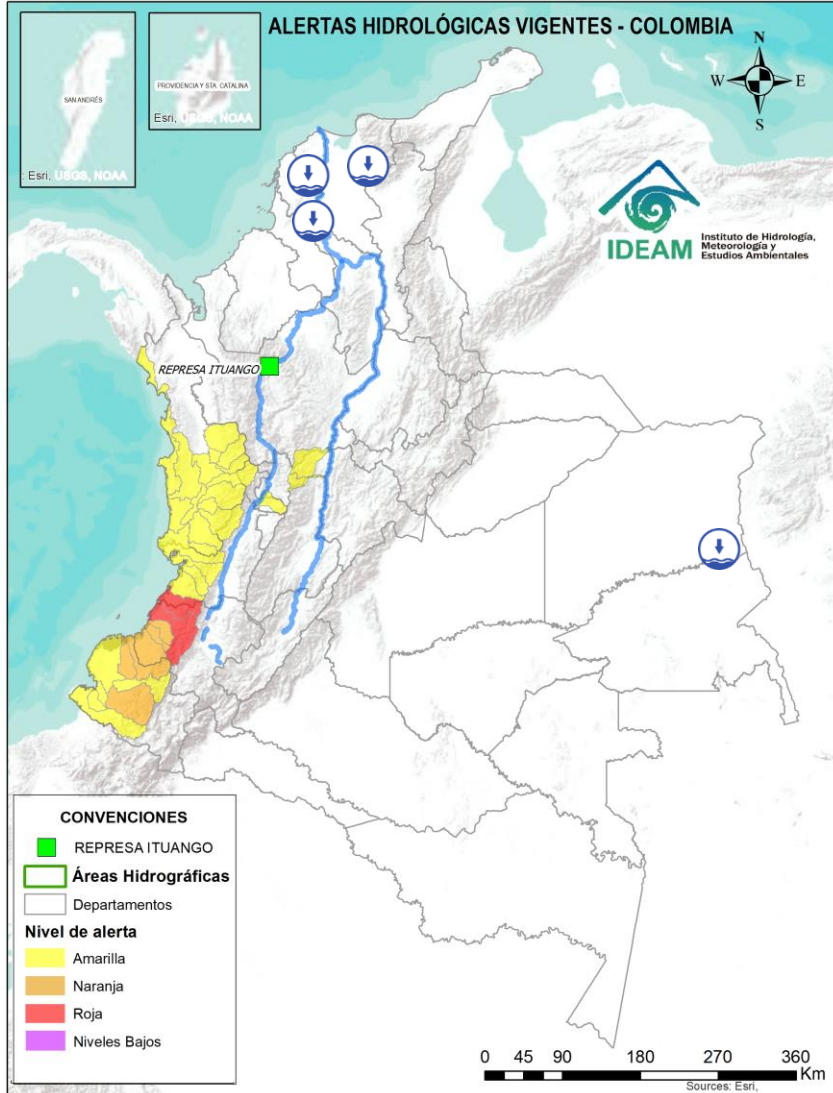 ALERTAS HIDROLÓGICAS VIGENTES - COLOMBIA
SAN ANDRÉS
: Esri, USGS, NOAA
PROVIDENCIA Y STA. CATALINA
Esri, USGS, NOAA
N
W
E
S
IDEAM
Instituto de Hidrología,
Meteorología y
Estudios Ambientales
REPRESA ITUANGO
CONVENCIONES
REPRESA ITUANGO
Áreas Hidrográficas
Departamentos
Nivel de alerta
Amarilla
Naranja
Roja
Niveles Bajos
0 45 90 180 270 360
Km
Sources: Esri,